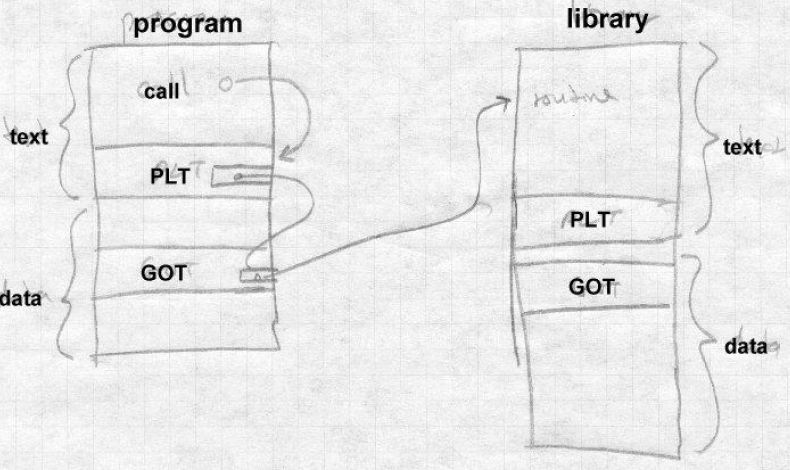 program
library
call
routine
text
PLT
GOT
data
text
PLT
GOT
data